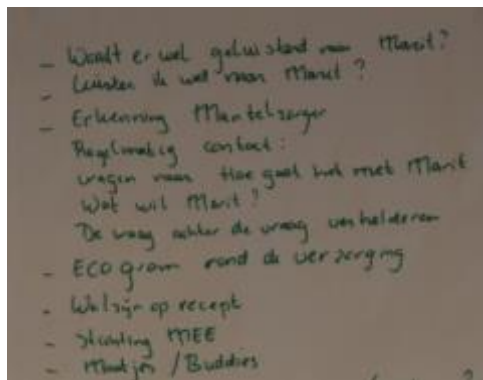 - Wordt er wel geluisterd naar Marit?
- Luister ik wel naar Marit?
- Erkenning Mantelzorger
Regelmatig contact:
vragen naar Hoe gaat het met Marit
Wat wil Marit?
De vraag achter de vraag verhelderen
- ECO gram rond de verzorging
- Welzijn op recept
- Stichting MEE
- Maatjes / Buddies